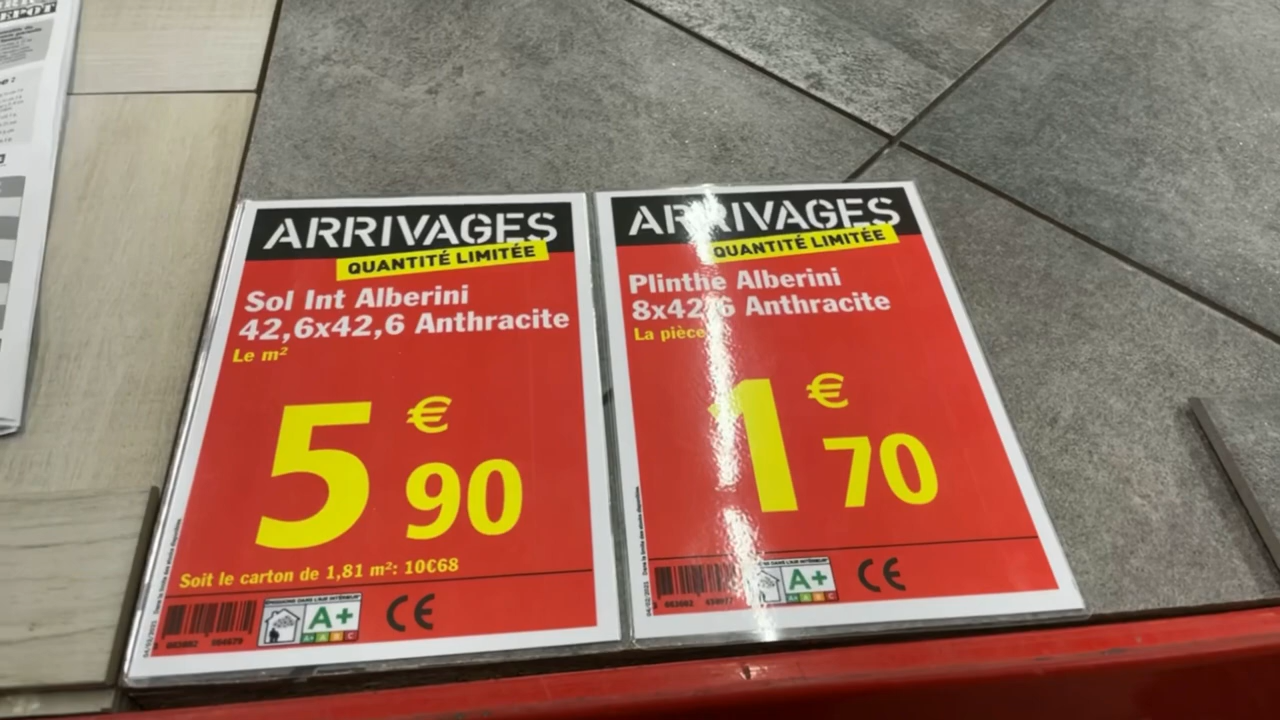 EPOT
ARRIVAGES
QUANTITÉ LIMITÉE
Sol Int Alberini
42,6x42,6 Anthracite
Le m²
5 € 90
Soit le carton de 1,81 m²: 10€68
A+
A+ A B C
CE
ARRIVAGES
QUANTITÉ LIMITÉE
Plinthe Alberini
8x42,6 Anthracite
La pièce
1 € 70
A+
A+ A B C
CE